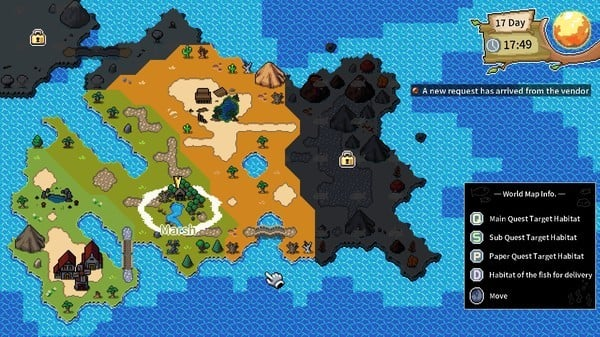 17 Day
17:49
A new request has arrived from the vendor
Marsh
— World Map Info. —
Q Main Quest Target Habitat
S Sub Quest Target Habitat
P Paper Quest Target Habitat
D Habitat of the fish for delivery
Move